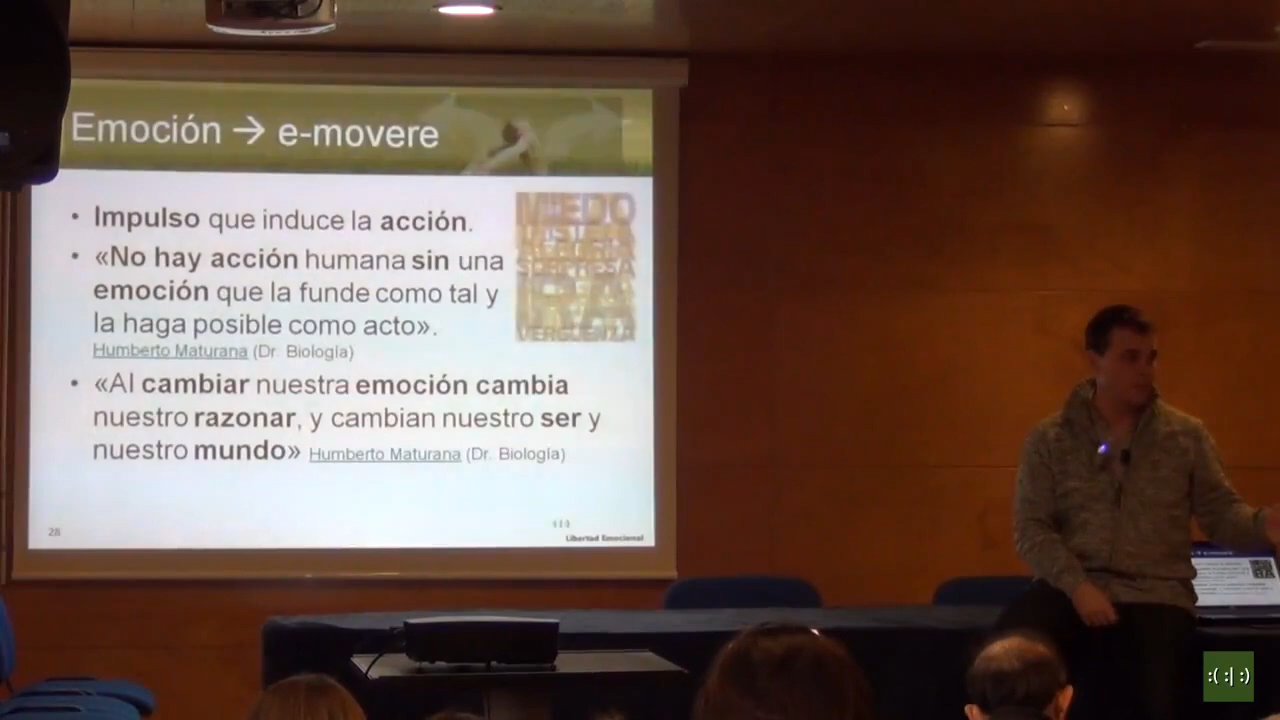 Emoción → e-movere
• Impulso que induce la acción.
• «No hay acción humana sin una
emoción que la funde como tal y
la haga posible como acto».
Humberto Maturana (Dr. Biología)
• «Al cambiar nuestra emoción cambia
nuestro razonar, y cambian nuestro ser y
nuestro mundo» Humberto Maturana (Dr. Biología)
MIEDO
SORPRESA
VERGÜENZA
28
Libertad Emocional
:( :| :)